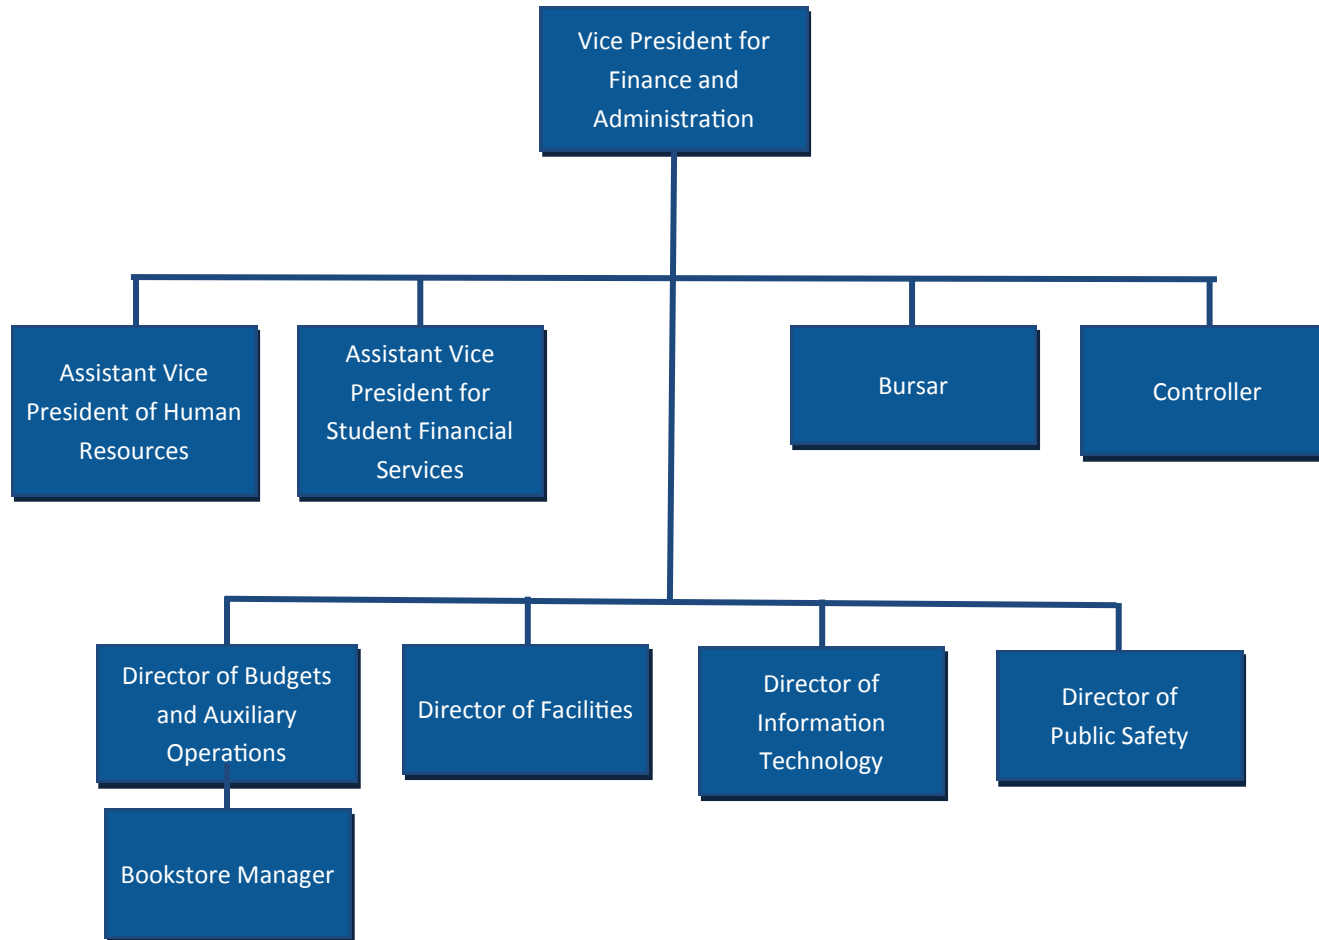 Vice President for
Finance and
Administration
Assistant Vice
President of Human
Resources
Assistant Vice
President for
Student Financial
Services
Bursar
Controller
Director of Budgets
and Auxiliary
Operations
Director of Facilities
Director of
Information
Technology
Director of
Public Safety
Bookstore Manager